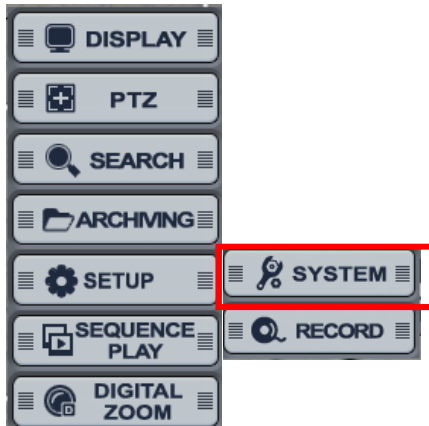 DISPLAY
PTZ
SEARCH
ARCHIVING
SETUP
SYSTEM
SEQUENCE
PLAY
RECORD
DIGITAL
ZOOM